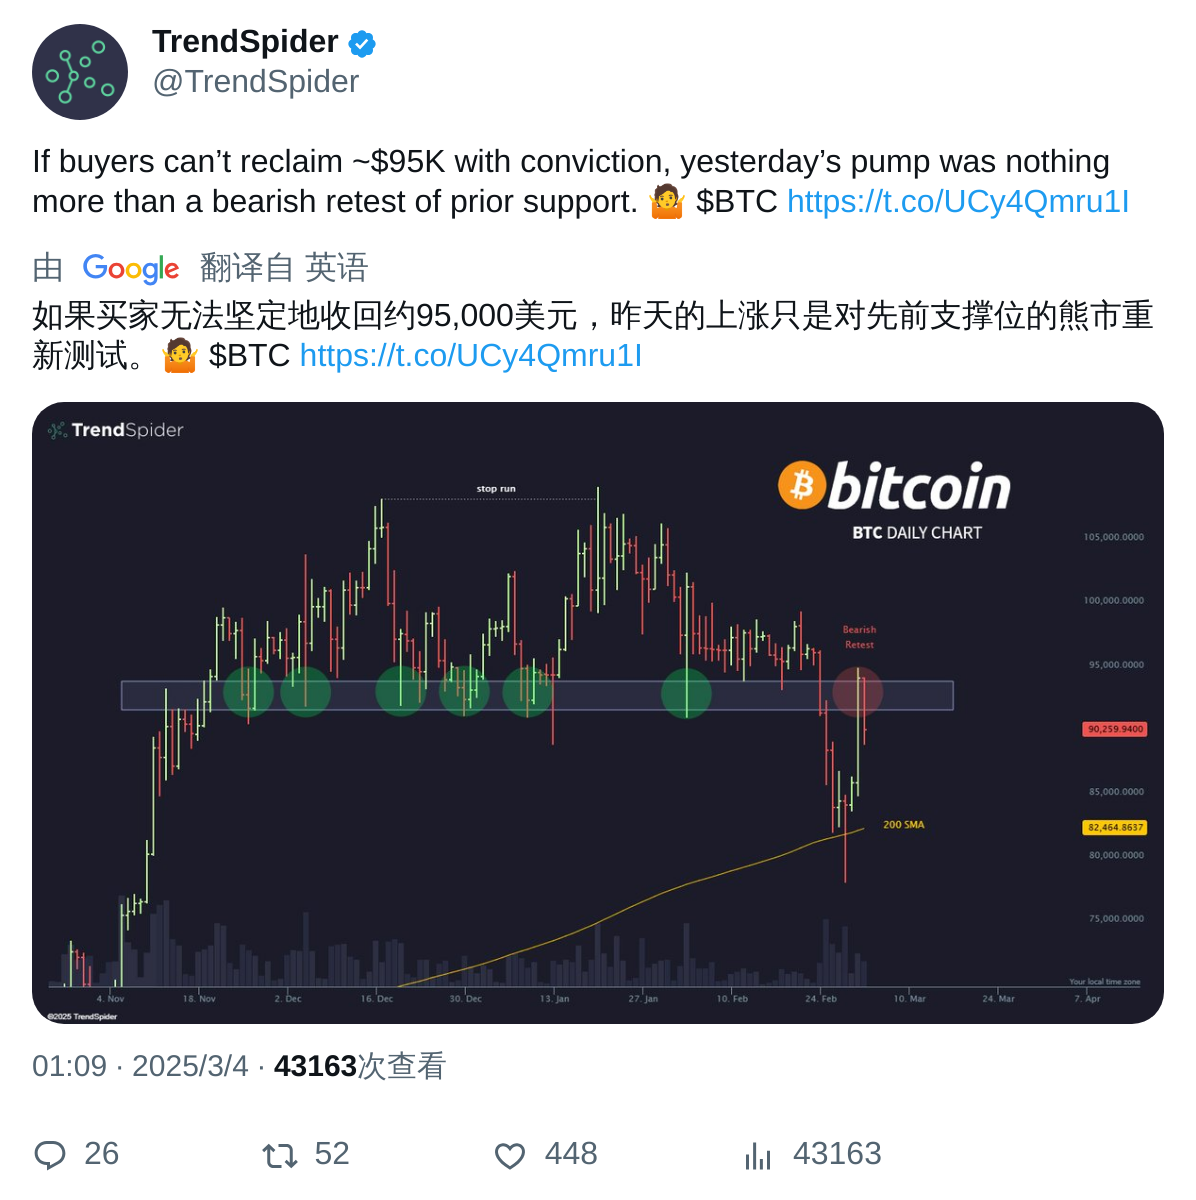 TrendSpider
@TrendSpider
If buyers can’t reclaim ~$95K with conviction, yesterday’s pump was nothing
more than a bearish retest of prior support. 🤷 $BTC https://t.co/UCy4Qmru1I
由 Google 翻译自 英语
如果买家无法坚定地收回约95,000美元，昨天的上涨只是对先前支撑位的熊市重
新测试。🤷 $BTC https://t.co/UCy4Qmru1I
TrendSpider
bitcoin
BTC DAILY CHART
stop run
105,000.0000
100,000.0000
Bearish
Retest
95,000.0000
90,259.9400
85,000.0000
200 SMA
82,464.8637
80,000.0000
75,000.0000
Your local time zone
4. Nov 18. Nov 2. Dec 16. Dec 30. Dec 13. Jan 27. Jan 10. Feb 24. Feb 10. Mar 24. Mar 7. Apr
©2025 TrendSpider
01:09 · 2025/3/4 · 43163次查看
26 52 448 43163